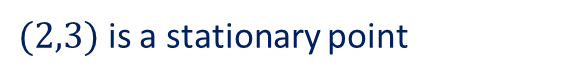 (2,3) is a stationary point